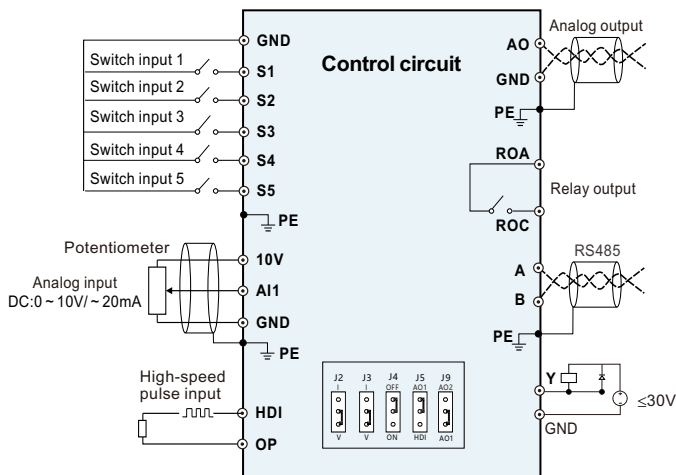 Control circuit
GND
Switch input 1
S1
Switch input 2
S2
Switch input 3
S3
Switch input 4
S4
Switch input 5
S5
PE
Potentiometer
10V
Analog input
DC:0 ~ 10V/ ~ 20mA
AI1
GND
PE
High-speed
pulse input
HDI
OP
J2 J3 J4 J5 J9
I I OFF AO1 AO2
V V ON HDI AO1
Analog output
AO
GND
PE
ROA
Relay output
ROC
RS485
A
B
PE
Y
≤30V
GND